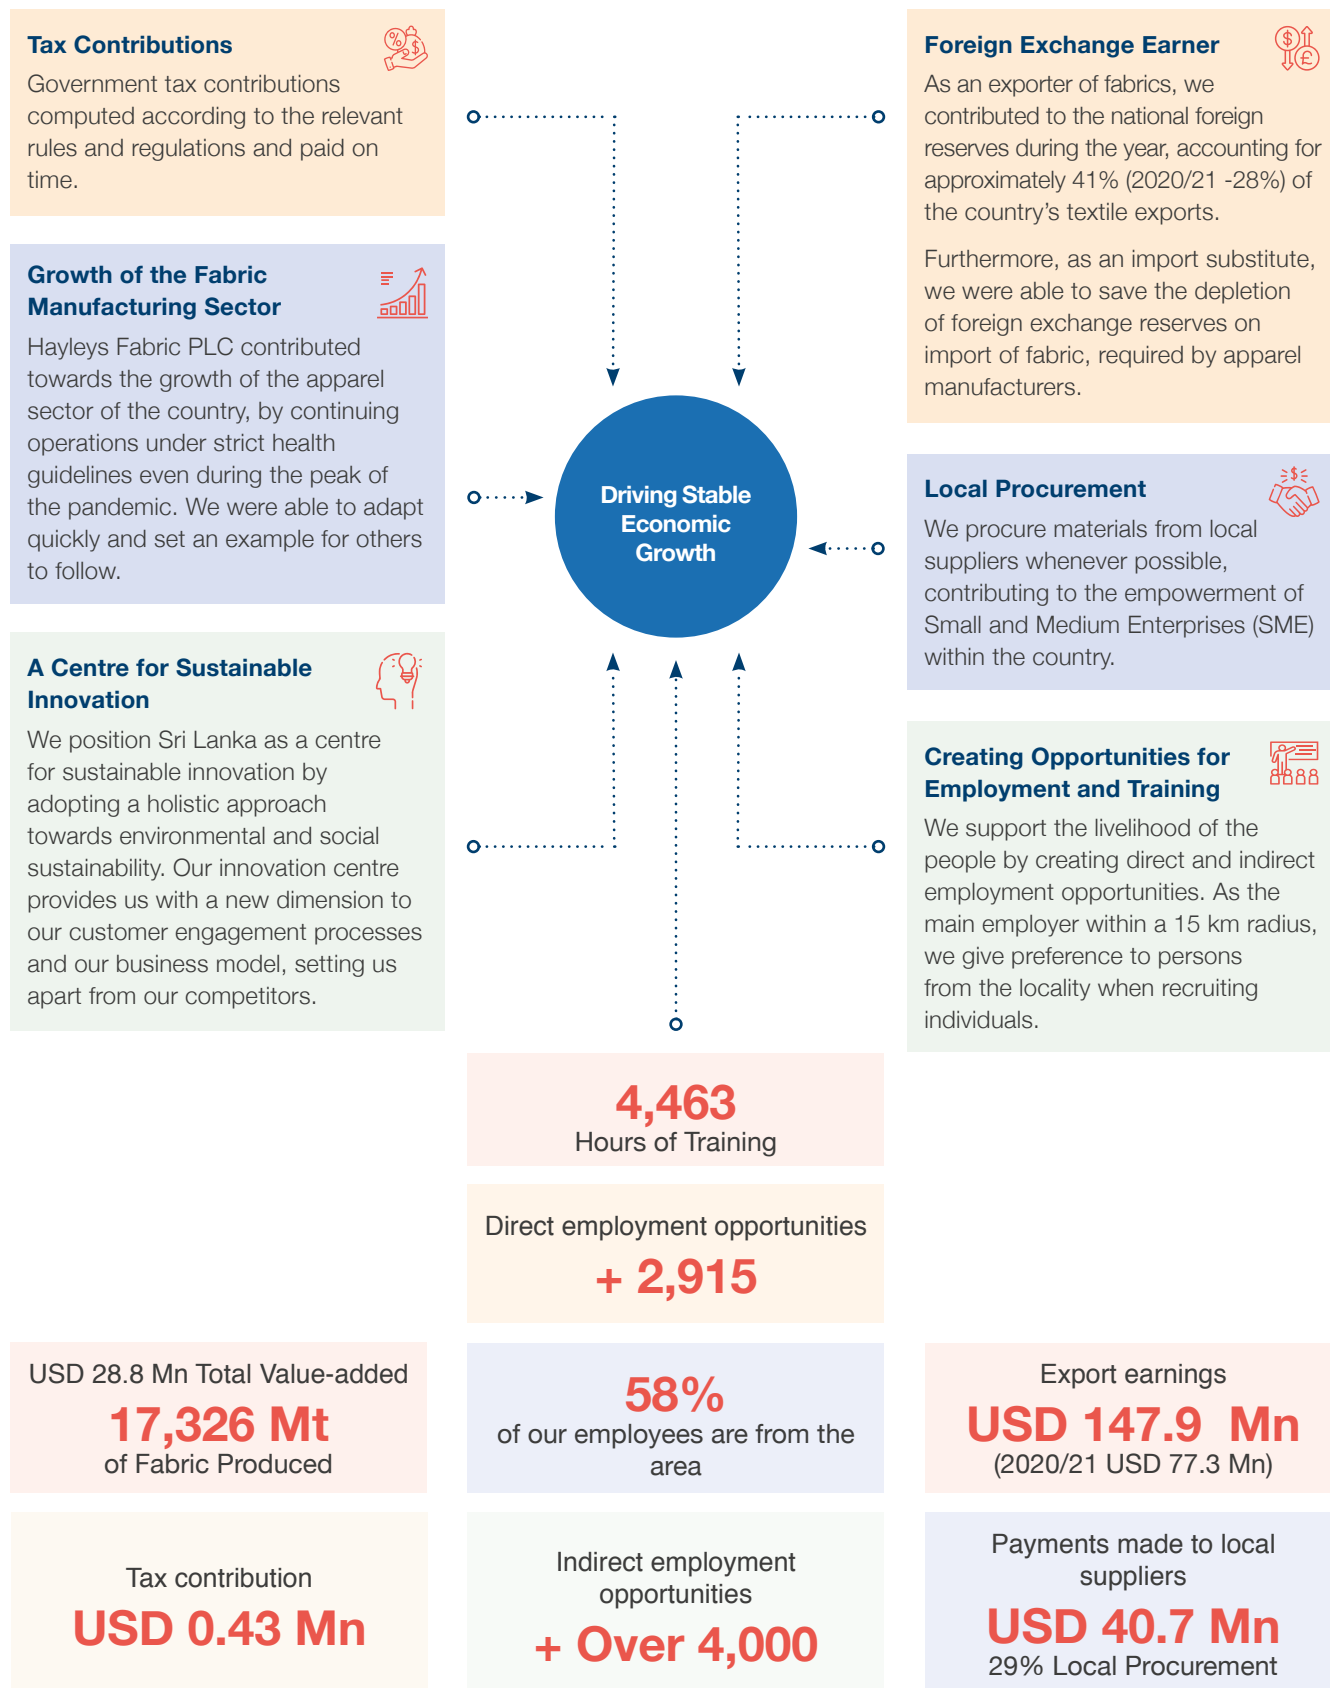 Tax Contributions
Government tax contributions
computed according to the relevant
rules and regulations and paid on
time.
Growth of the Fabric
Manufacturing Sector
Hayleys Fabric PLC contributed
towards the growth of the apparel
sector of the country, by continuing
operations under strict health
guidelines even during the peak of
the pandemic. We were able to adapt
quickly and set an example for others
to follow.
A Centre for Sustainable
Innovation
We position Sri Lanka as a centre
for sustainable innovation by
adopting a holistic approach
towards environmental and social
sustainability. Our innovation centre
provides us with a new dimension to
our customer engagement processes
and our business model, setting us
apart from our competitors.
Driving Stable
Economic
Growth
Foreign Exchange Earner
As an exporter of fabrics, we
contributed to the national foreign
reserves during the year, accounting for
approximately 41% (2020/21 -28%) of
the country's textile exports.
Furthermore, as an import substitute,
we were able to save the depletion
of foreign exchange reserves on
import of fabric, required by apparel
manufacturers.
Local Procurement
We procure materials from local
suppliers whenever possible,
contributing to the empowerment of
Small and Medium Enterprises (SME)
within the country.
Creating Opportunities for
Employment and Training
We support the livelihood of the
people by creating direct and indirect
employment opportunities. As the
main employer within a 15 km radius,
we give preference to persons
from the locality when recruiting
individuals.
4,463
Hours of Training
Direct employment opportunities
+ 2,915
USD 28.8 Mn Total Value-added
17,326 Mt
of Fabric Produced
58%
of our employees are from the
area
Export earnings
USD 147.9 Mn
(2020/21 USD 77.3 Mn)
Tax contribution
USD 0.43 Mn
Indirect employment
opportunities
+ Over 4,000
Payments made to local
suppliers
USD 40.7 Mn
29% Local Procurement